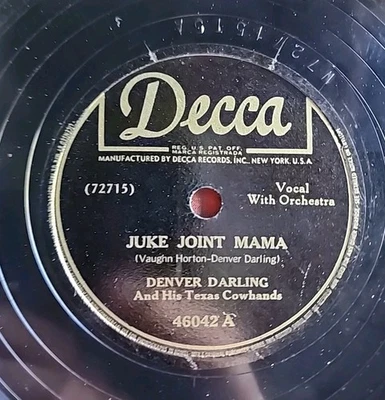 Decca
REG. U.S. PAT. OFF.
MARCA REGISTRADA
MANUFACTURED BY DECCA RECORDS, INC., NEW YORK, U.S.A.
(72715)
Vocal
With Orchestra
JUKE JOINT MAMA
(Vaughn Horton-Denver Darling)
DENVER DARLING
And His Texas Cowhands
46042 A